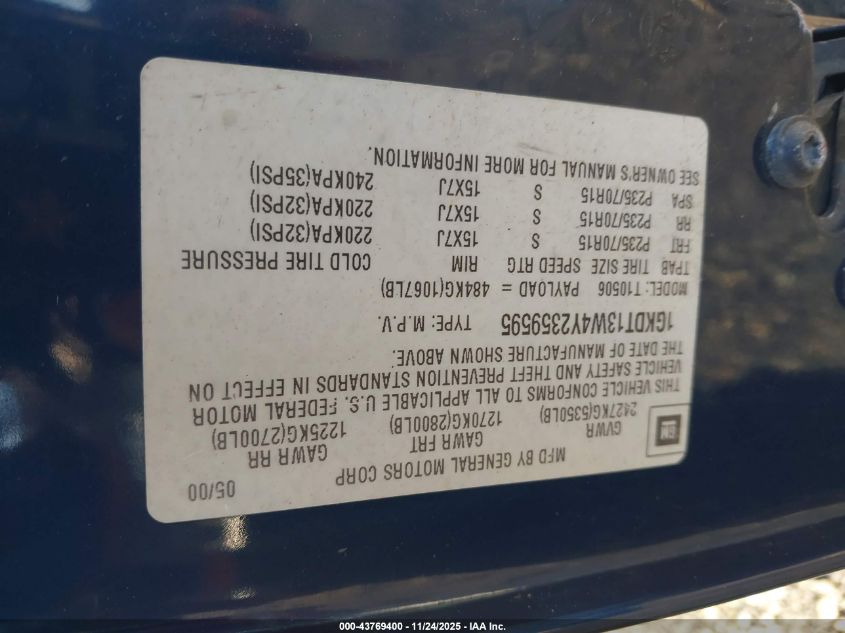 MFD BY GENERAL MOTORS CORP 05/00
GM
GVWR GAWR FRT GAWR RR
2427KG(5350LB) 1270KG(2800LB) 1225KG(2700LB)
THIS VEHICLE CONFORMS TO ALL APPLICABLE U.S. FEDERAL MOTOR
VEHICLE SAFETY AND THEFT PREVENTION STANDARDS IN EFFECT ON
THE DATE OF MANUFACTURE SHOWN ABOVE.
1GKDT13W4Y2359595 TYPE: M.P.V.
MODEL: T10506 PAYLOAD = 484KG(1067LB)
TPAB TIRE SIZE SPEED RTG RIM COLD TIRE PRESSURE
FRT P235/70R15 S 15X7J 220KPA(32PSI)
RR P235/70R15 S 15X7J 220KPA(32PSI)
SPA P235/70R15 S 15X7J 240KPA(35PSI)
SEE OWNER'S MANUAL FOR MORE INFORMATION.
000-43769400 - 11/24/2025 - IAA Inc.